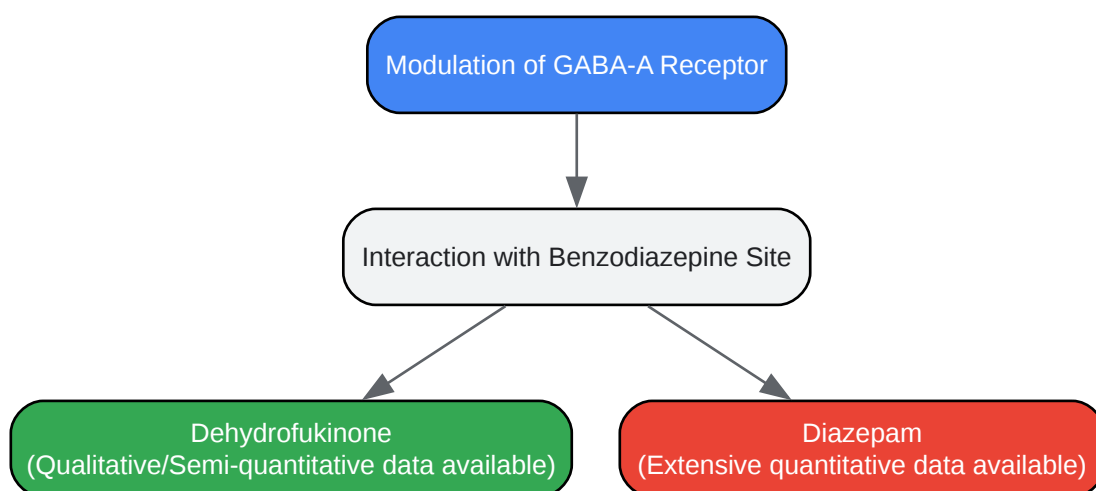 Modulation of GABA-A Receptor
Interaction with Benzodiazepine Site
Dehydrofukinone
(Qualitative/Semi-quantitative data available)
Diazepam
(Extensive quantitative data available)